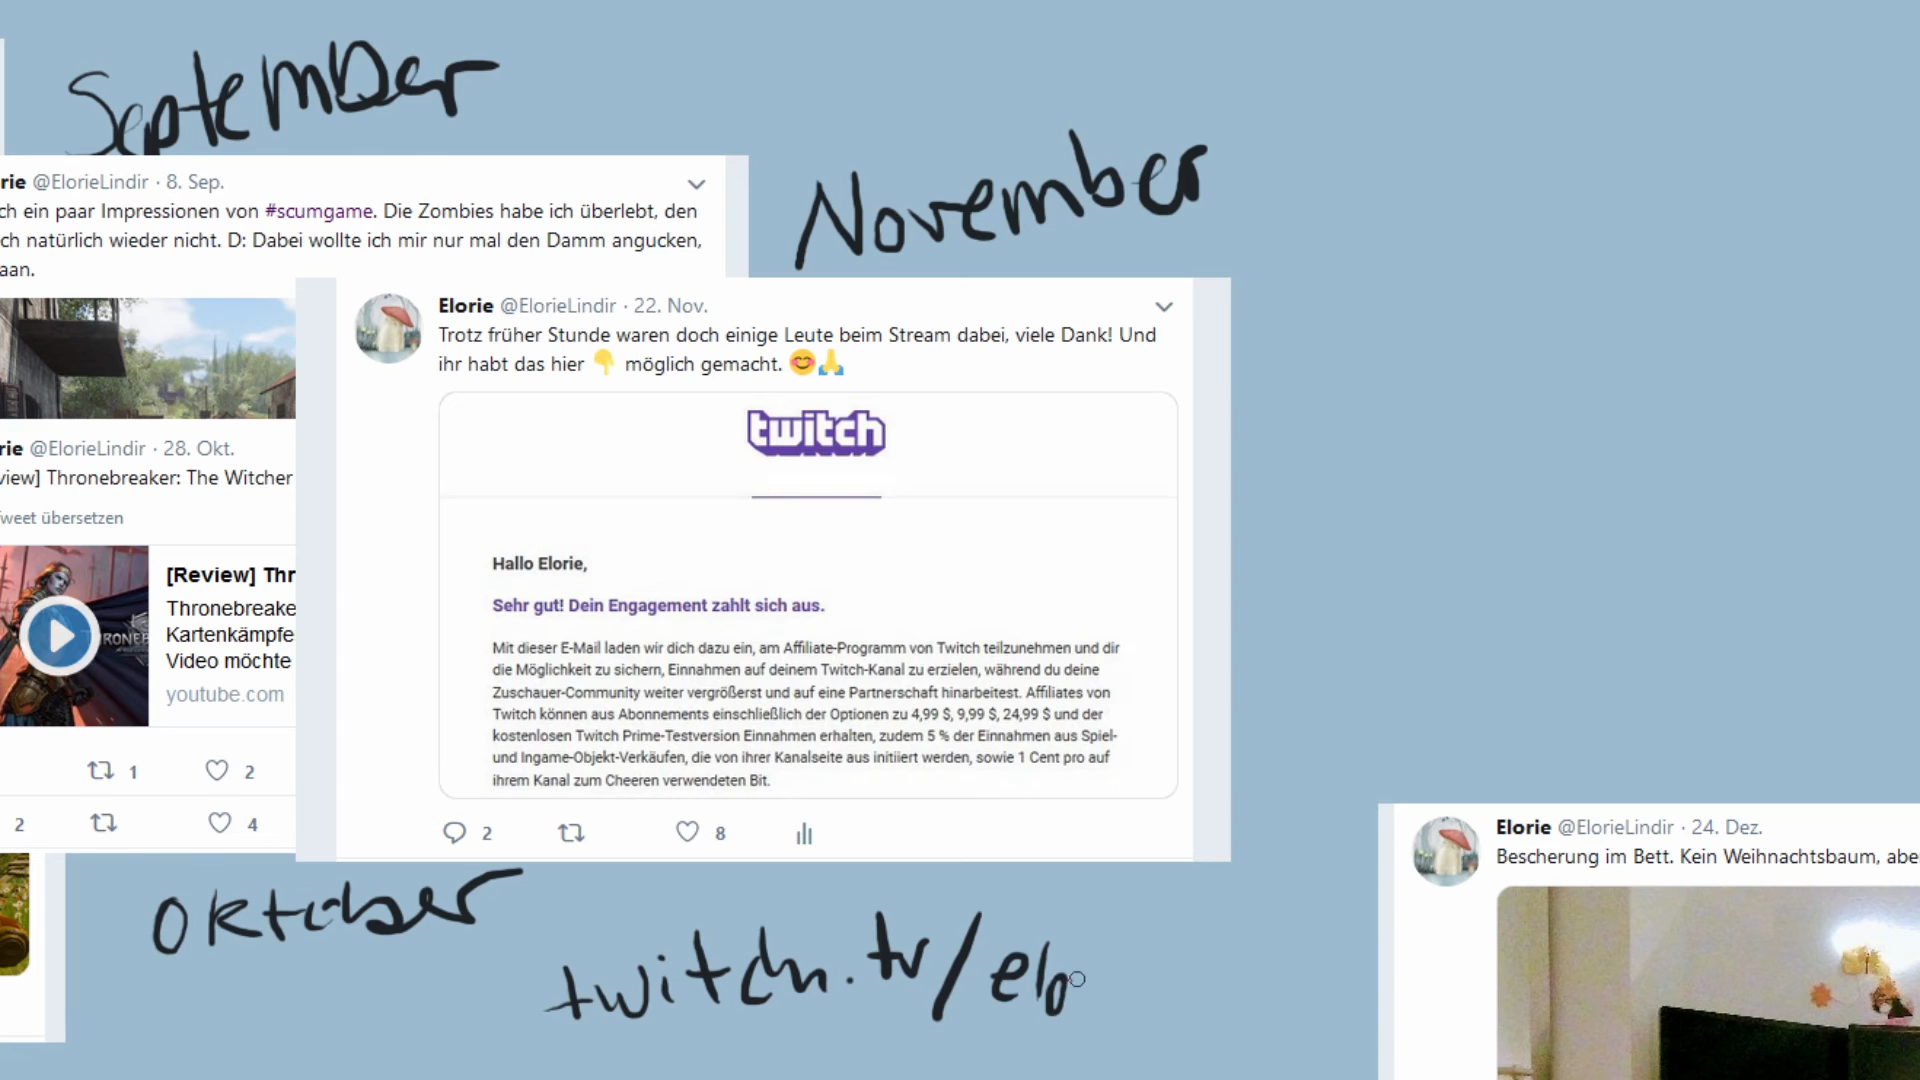 September
rie @ElorieLindir · 8. Sep.
ch ein paar Impressionen von #scumgame. Die Zombies habe ich überlebt, den
ch natürlich wieder nicht. D: Dabei wollte ich mir nur mal den Damm angucken,
aan.
rie @ElorieLindir · 28. Okt.
view] Thronebreaker: The Witcher
Tweet übersetzen
[Review] Thr
Thronebreake
Kartenkämpfe
Video möchte
youtube.com
1 2
2 4
Oktober
November
Elorie @ElorieLindir · 22. Nov.
Trotz früher Stunde waren doch einige Leute beim Stream dabei, viele Dank! Und
ihr habt das hier 👇 möglich gemacht. 😊🙏
twitch
Hallo Elorie,
Sehr gut! Dein Engagement zahlt sich aus.
Mit dieser E-Mail laden wir dich dazu ein, am Affiliate-Programm von Twitch teilzunehmen und dir
die Möglichkeit zu sichern, Einnahmen auf deinem Twitch-Kanal zu erzielen, während du deine
Zuschauer-Community weiter vergrößerst und auf eine Partnerschaft hinarbeitest. Affiliates von
Twitch können aus Abonnements einschließlich der Optionen zu 4,99 $, 9,99 $, 24,99 $ und der
kostenlosen Twitch Prime-Testversion Einnahmen erhalten, zudem 5 % der Einnahmen aus Spiel-
und Ingame-Objekt-Verkäufen, die von ihrer Kanalseite aus initiiert werden, sowie 1 Cent pro auf
ihrem Kanal zum Cheeren verwendeten Bit.
2 8
twitch.tv/elo
Elorie @ElorieLindir · 24. Dez.
Bescherung im Bett. Kein Weihnachtsbaum, abe